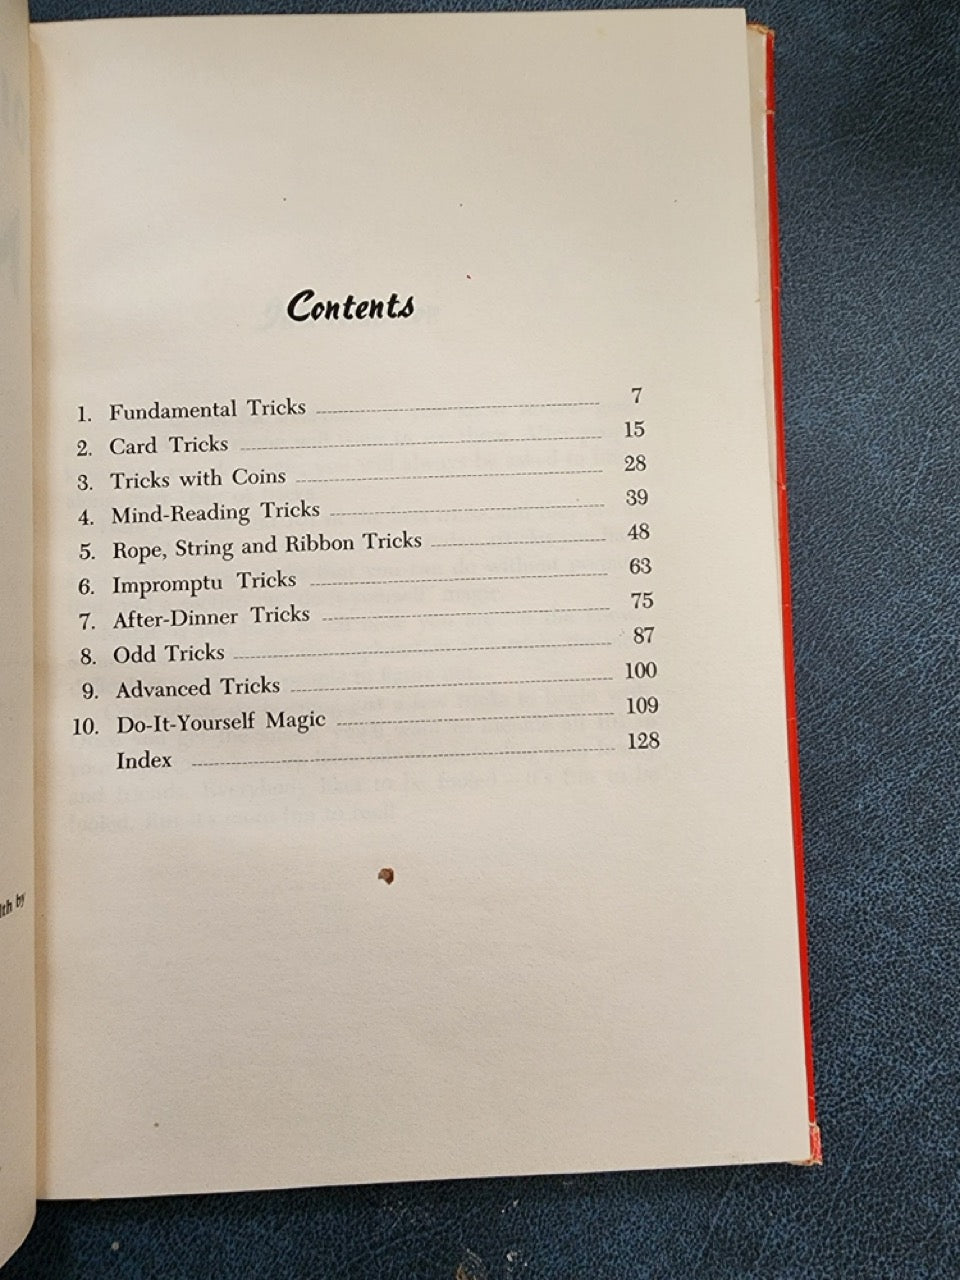 Contents
1. Fundamental Tricks 7
2. Card Tricks 15
3. Tricks with Coins 28
4. Mind-Reading Tricks 39
5. Rope, String and Ribbon Tricks 48
6. Impromptu Tricks 63
7. After-Dinner Tricks 75
8. Odd Tricks 87
9. Advanced Tricks 100
10. Do-It-Yourself Magic 109
Index 128
by